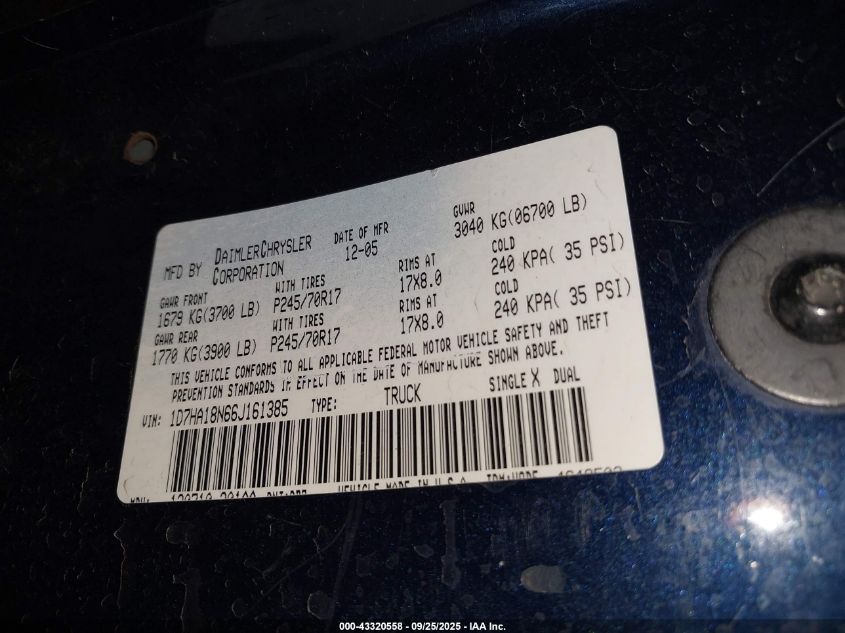 MFD BY DAIMLERCHRYSLER CORPORATION
DATE OF MFR 12-05
GVWR 3040 KG(06700 LB)
GAWR FRONT 1679 KG(3700 LB)
WITH TIRES P245/70R17
RIMS AT 17X8.0
COLD 240 KPA( 35 PSI)
GAWR REAR 1770 KG(3900 LB)
WITH TIRES P245/70R17
RIMS AT 17X8.0
COLD 240 KPA( 35 PSI)
THIS VEHICLE CONFORMS TO ALL APPLICABLE FEDERAL MOTOR VEHICLE SAFETY AND THEFT
PREVENTION STANDARDS IN EFFECT ON THE DATE OF MANUFACTURE SHOWN ABOVE.
VIN: 1D7HA18N66J161385 TYPE: TRUCK SINGLE X DUAL
VEHICLE MADE IN U.S.A
000-43320558 - 09/25/2025 - IAA Inc.